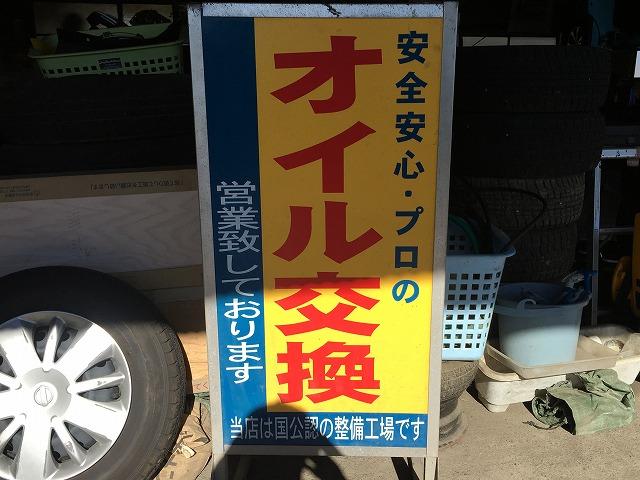 安全安心・プロの
オイル交換
営業致しております
当店は国公認の整備工場です